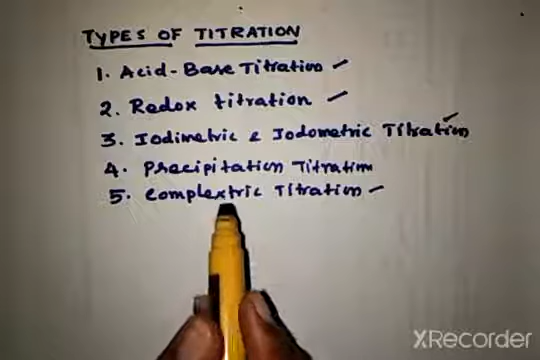 TYPES OF TITRATION
1. Acid-Base Titration
2. Redox titration
3. Iodimetric & Iodometric Titration
4. Precipitation Titration
5. Complextric Titration
XRecorder